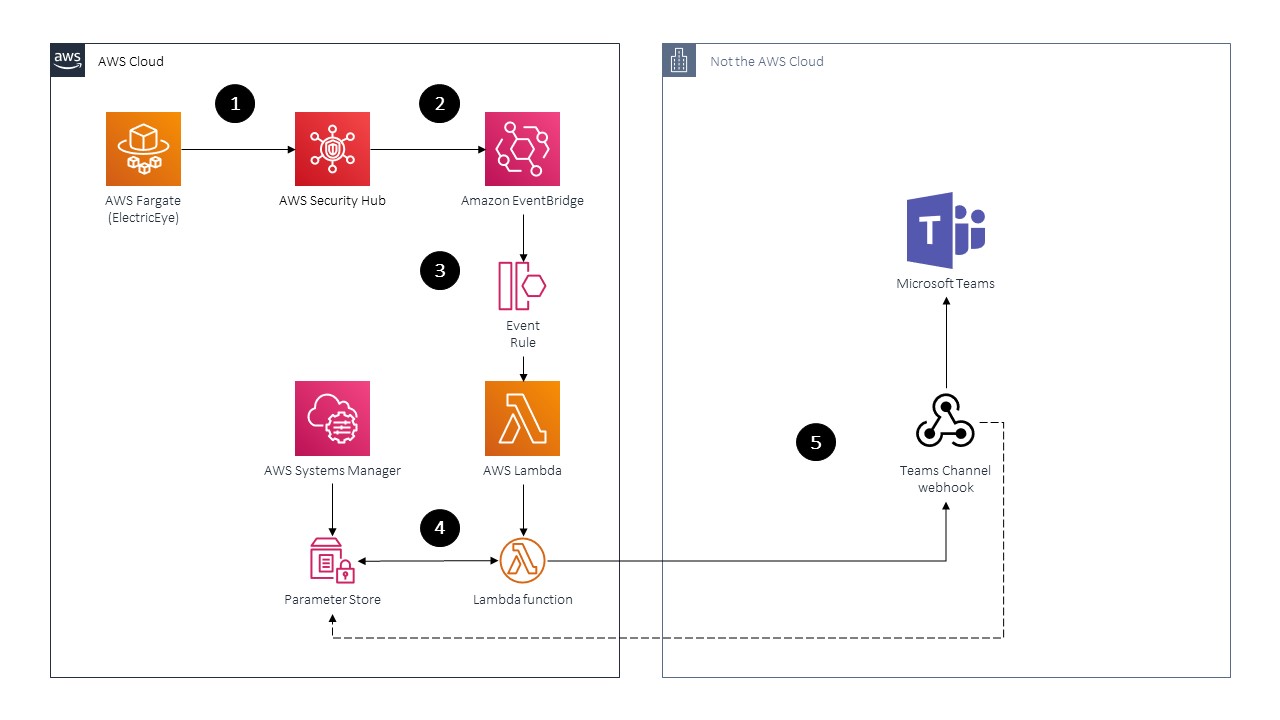 aws
AWS Cloud
Not the AWS Cloud
1
2
AWS Fargate
(ElectricEye)
AWS Security Hub
Amazon EventBridge
3
Event
Rule
T
Microsoft Teams
AWS Systems Manager
AWS Lambda
5
Teams Channel
webhook
4
Parameter Store
Lambda function